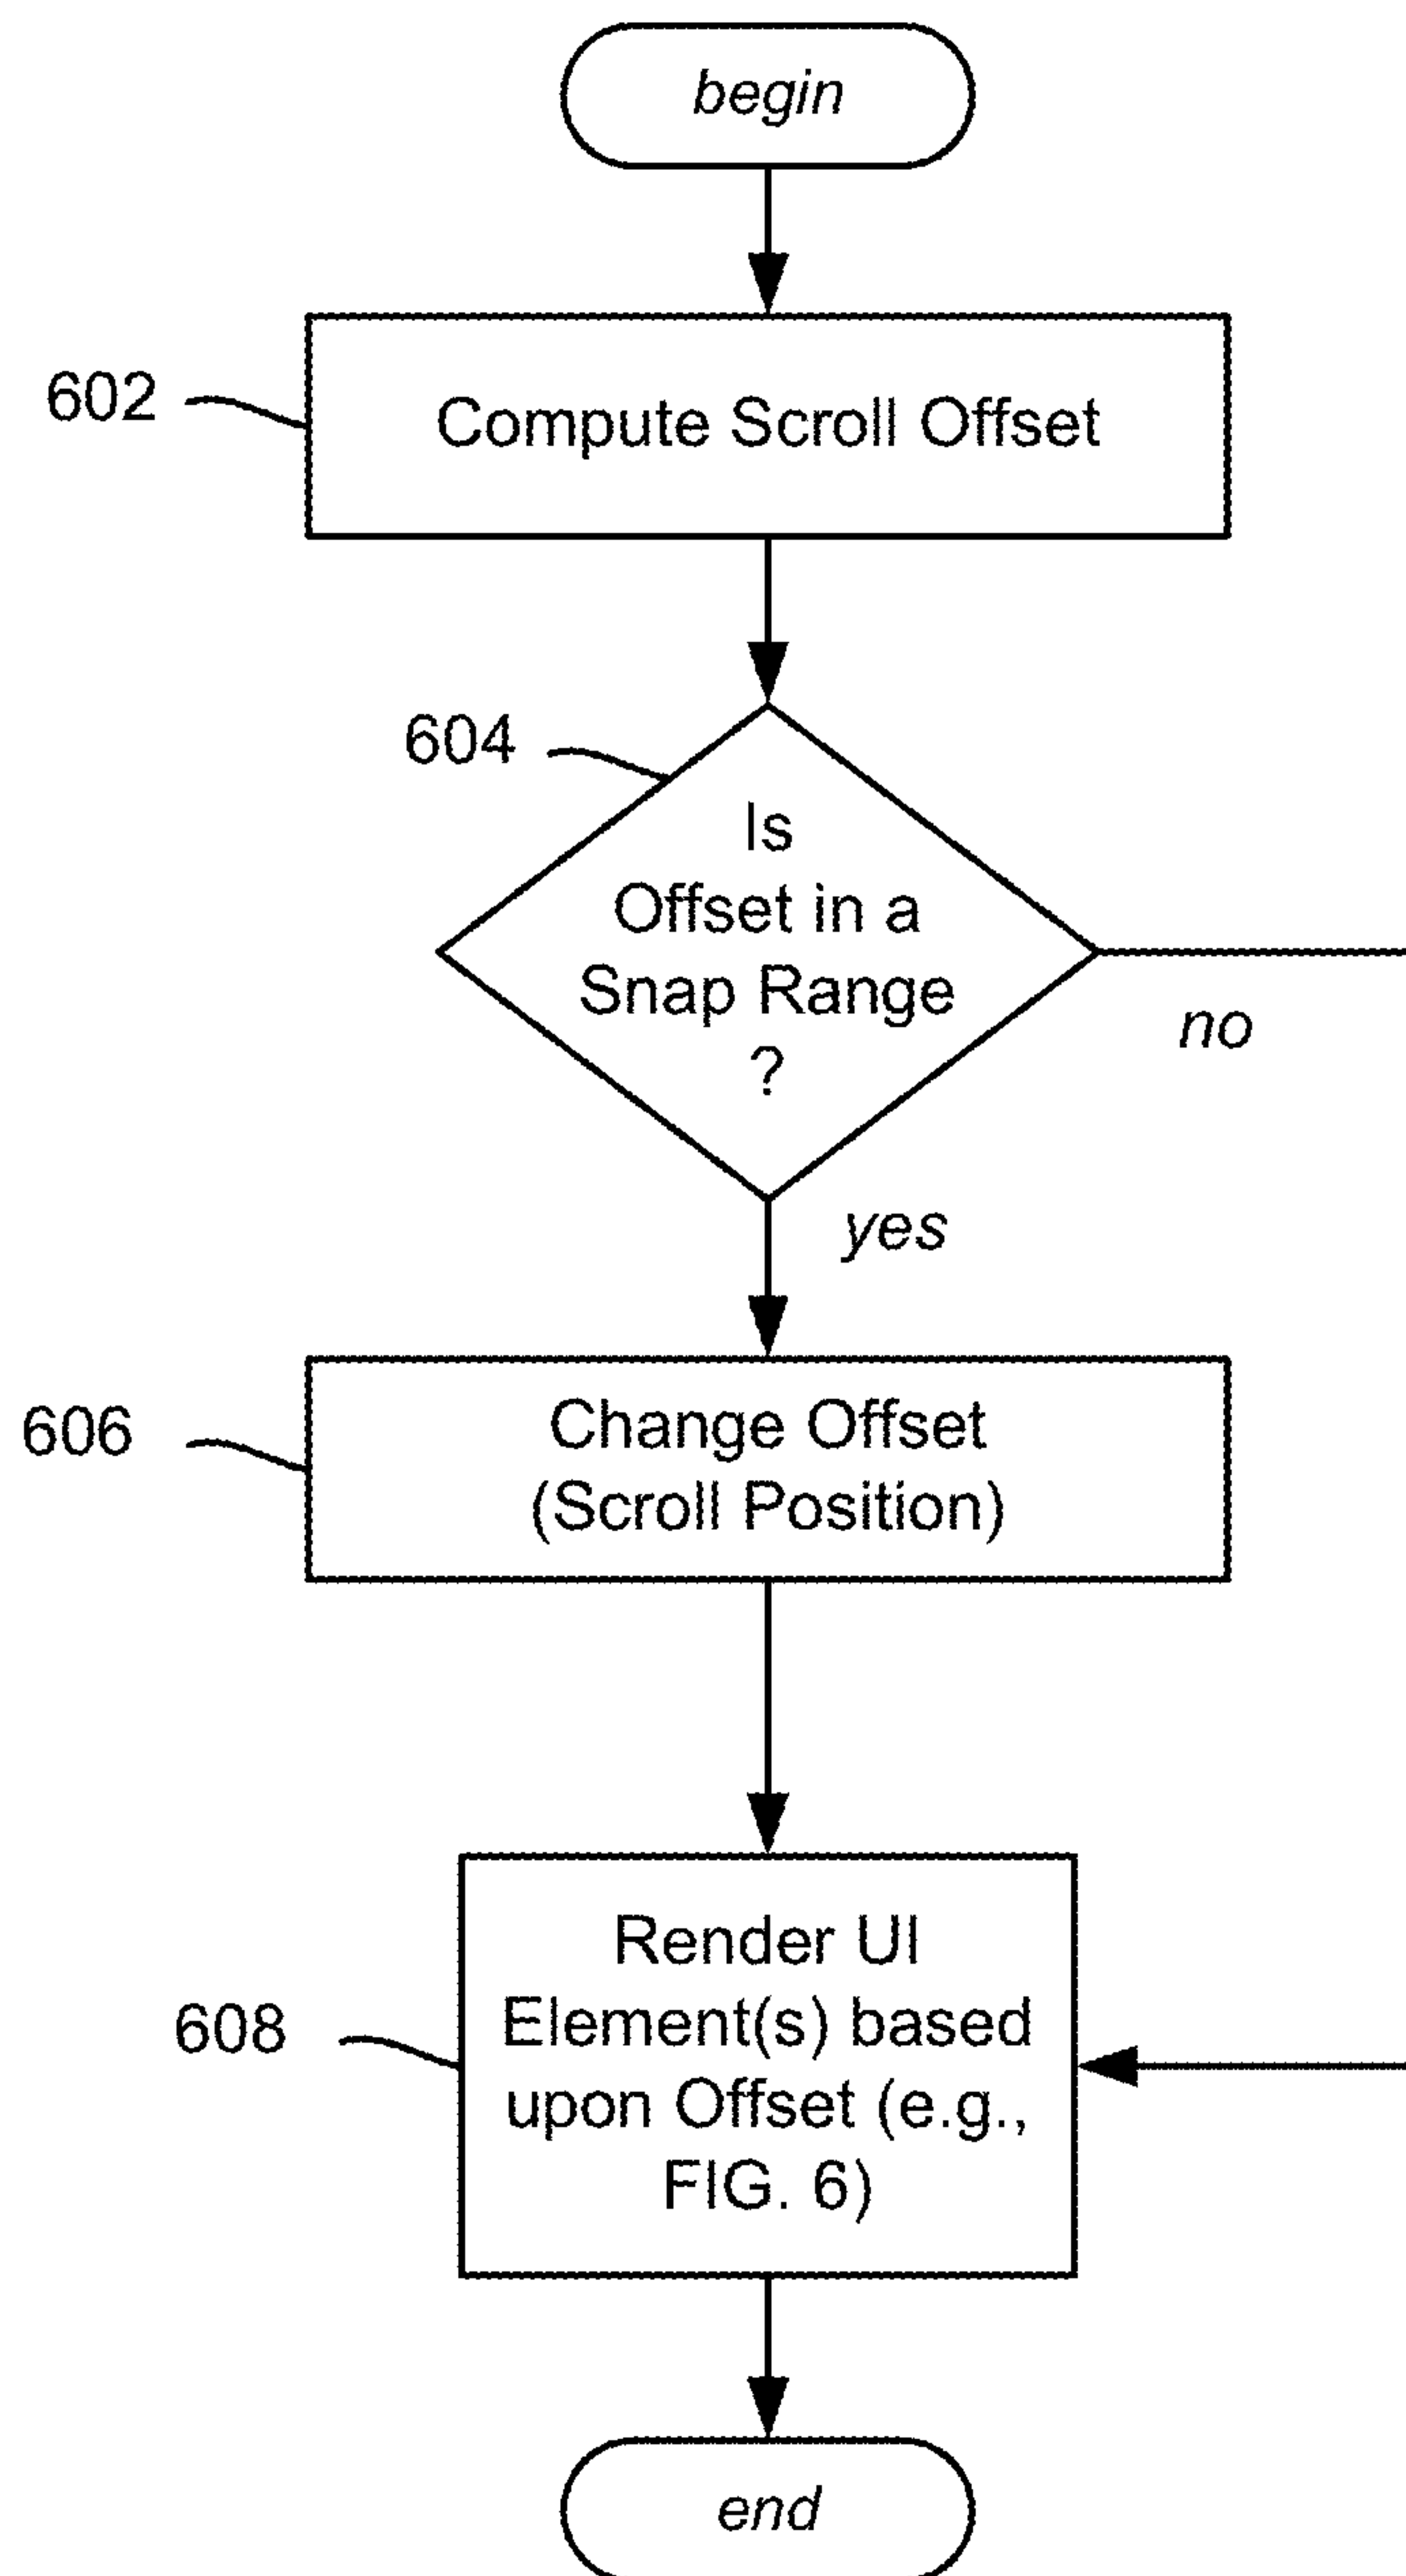 begin
602
Compute Scroll Offset
604
Is
Offset in a
Snap Range
?
no
yes
606
Change Offset
(Scroll Position)
608
Render UI
Element(s) based
upon Offset (e.g.,
FIG. 6)
end